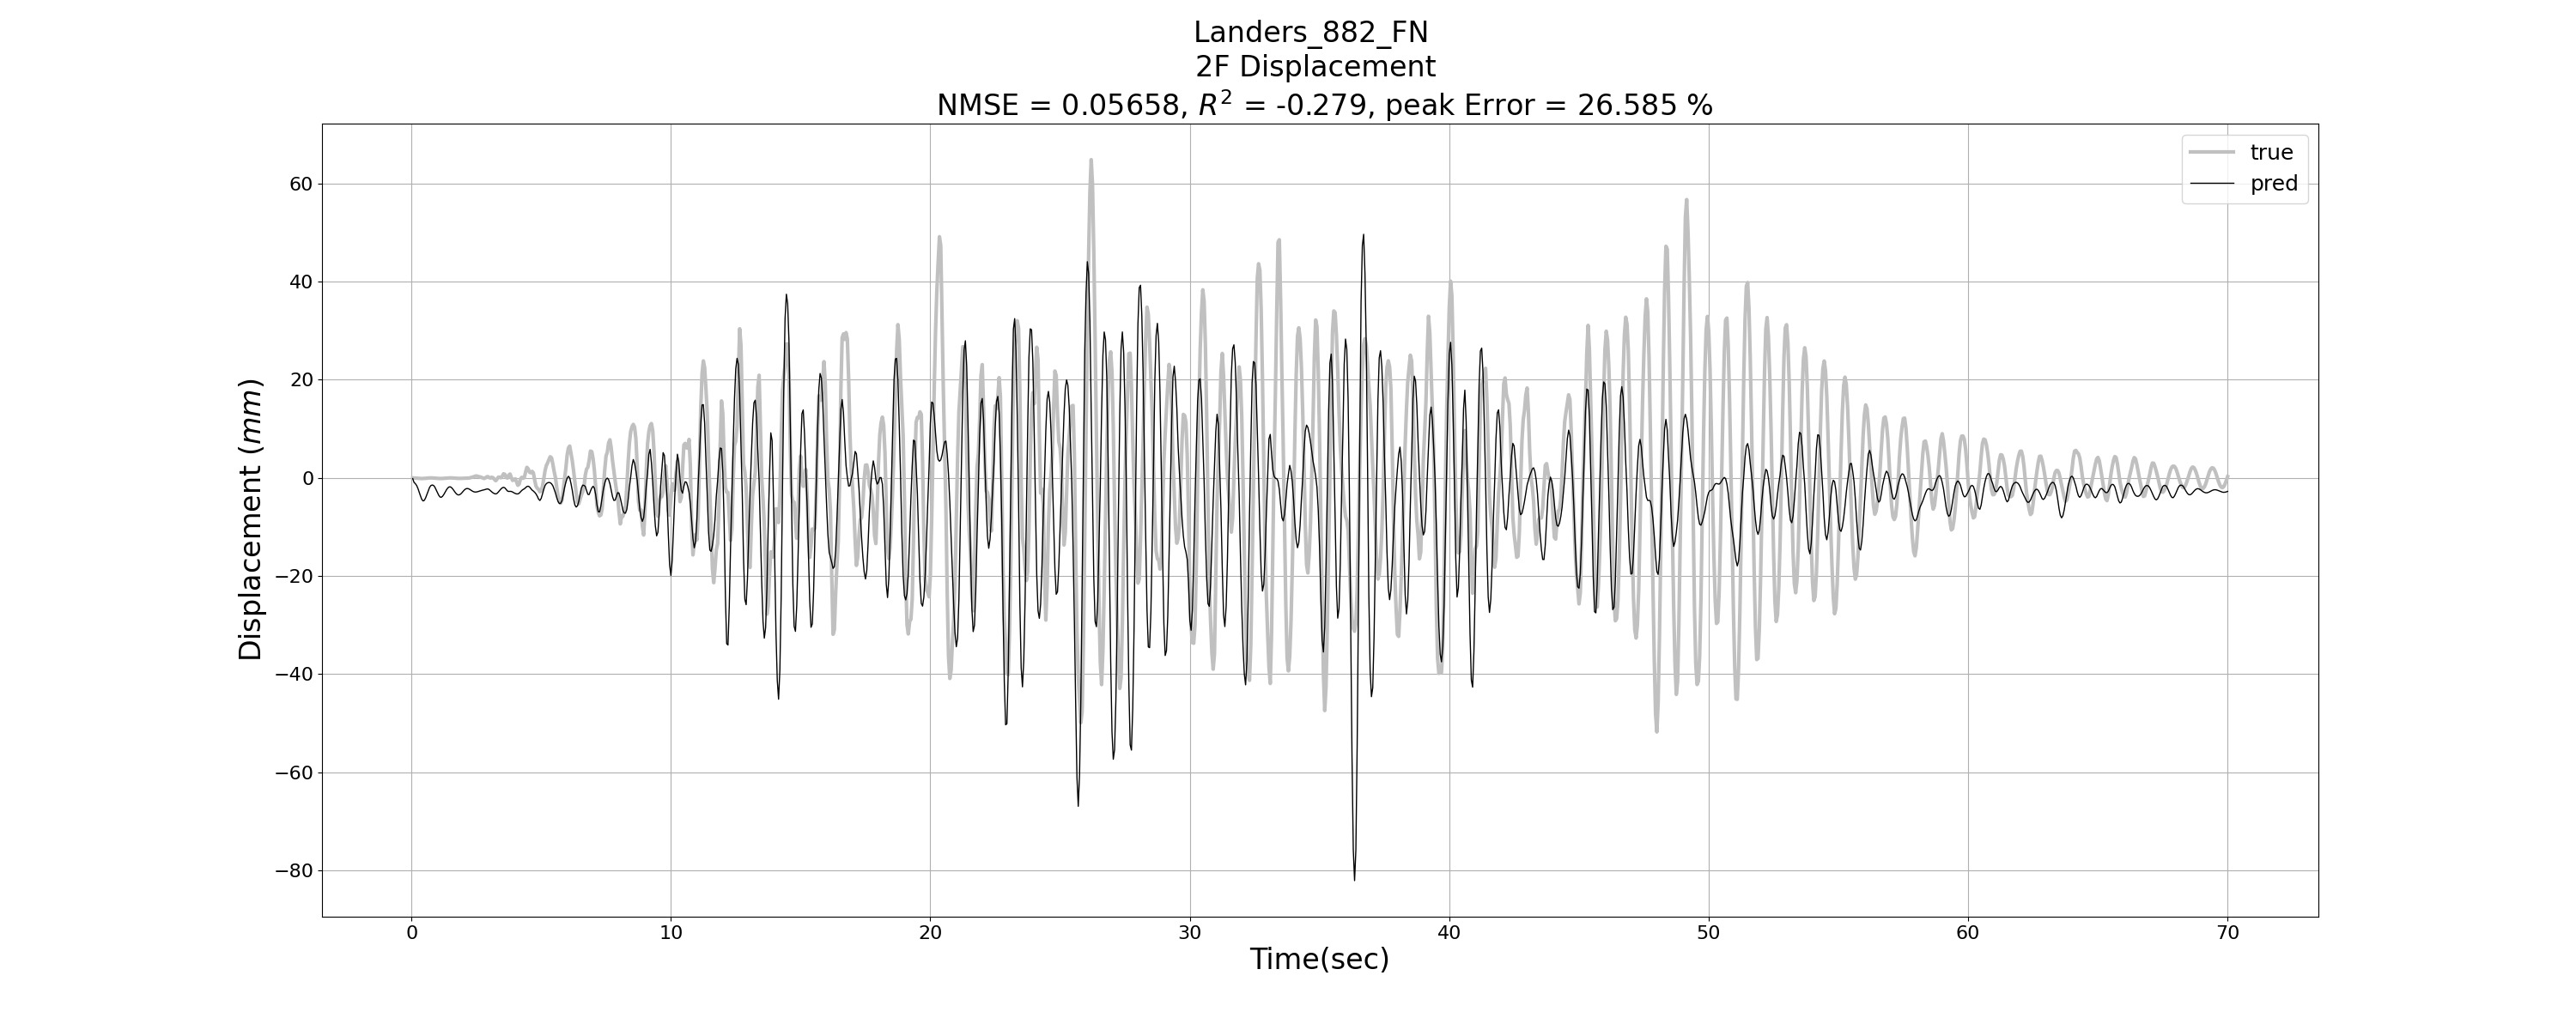 Landers_882_FN
2F Displacement
NMSE = 0.05658, R² = -0.279, peak Error = 26.585 %
true
pred
Displacement (mm)
60
40
20
0
−20
−40
−60
−80
0 10 20 30 40 50 60 70
Time(sec)